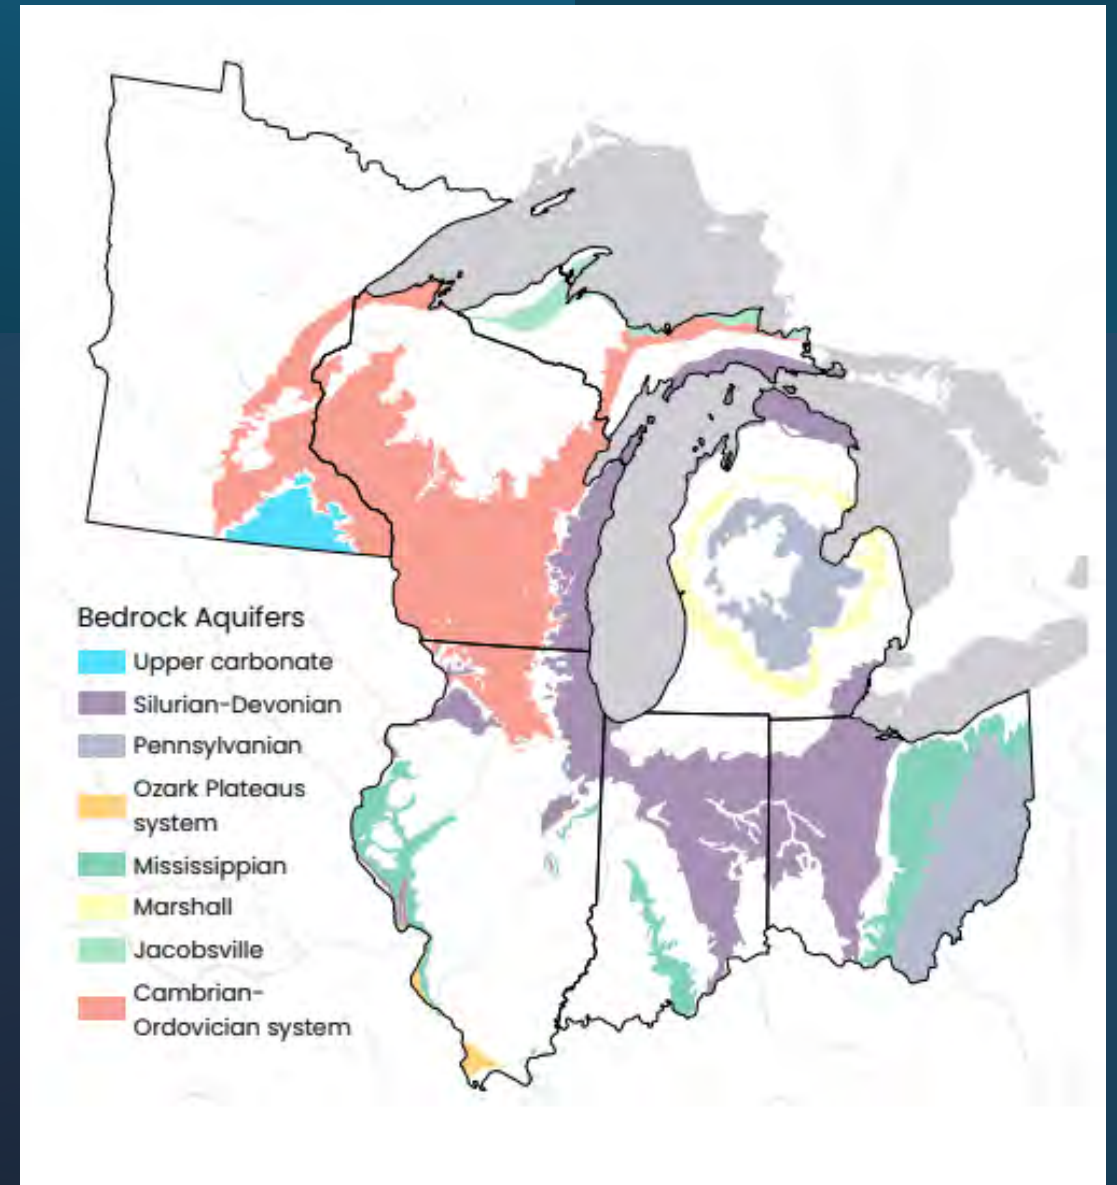 Bedrock Aquifers
Upper carbonate
Silurian-Devonian
Pennsylvanian
Ozark Plateaus
system
Mississippian
Marshall
Jacobsville
Cambrian-
Ordovician system